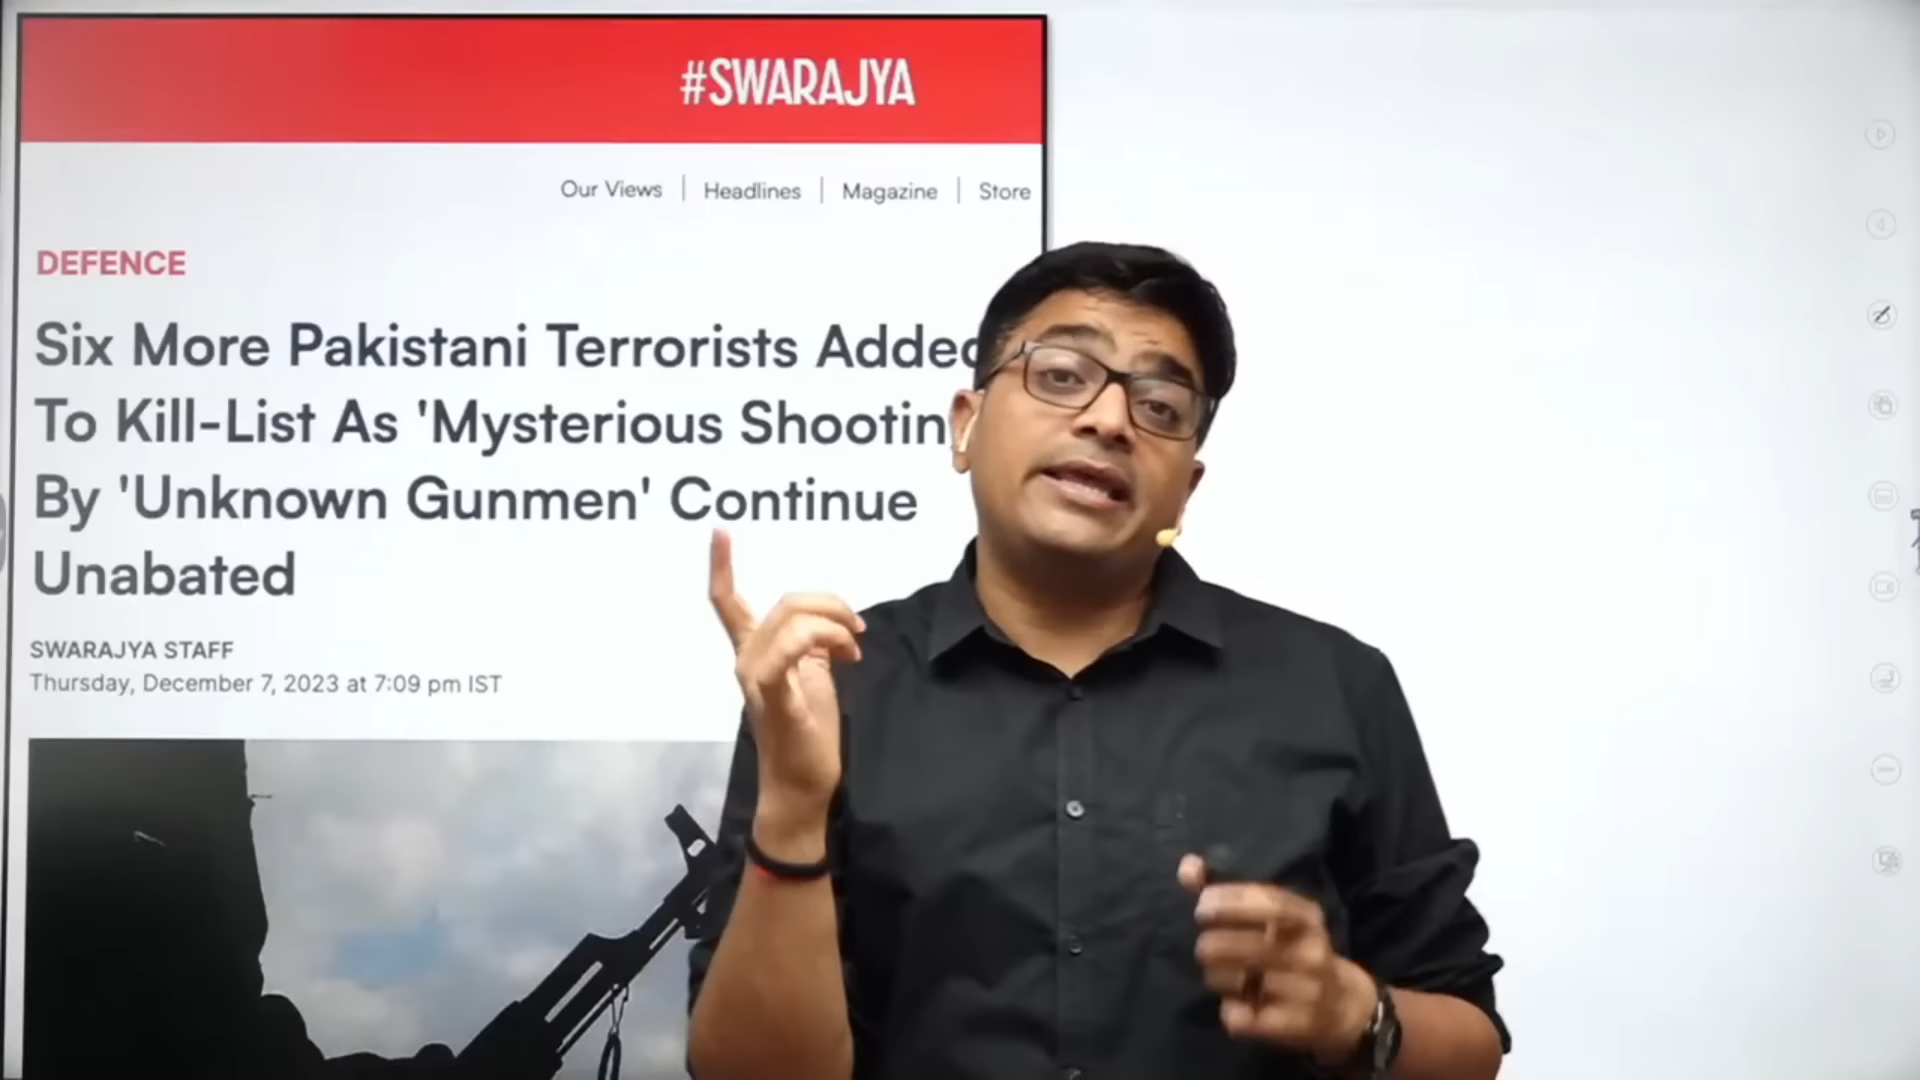 #SWARAJYA
Our Views | Headlines | Magazine | Store
DEFENCE
Six More Pakistani Terrorists Added
To Kill-List As 'Mysterious Shootin
By 'Unknown Gunmen' Continue
Unabated
SWARAJYA STAFF
Thursday, December 7, 2023 at 7:09 pm IST